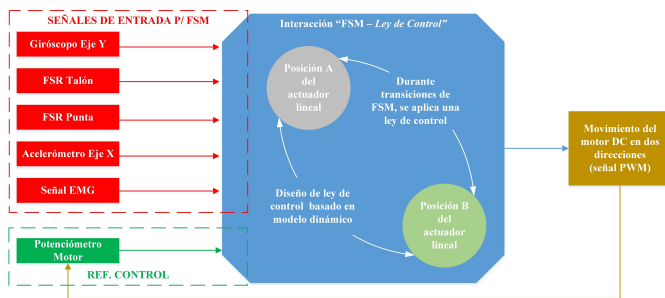 SEÑALES DE ENTRADA P/ FSM
Giróscopo Eje Y
FSR Talón
FSR Punta
Acelerómetro Eje X
Señal EMG
Potenciómetro
Motor
REF. CONTROL
Interacción “FSM – Ley de Control”
Posición A
del
actuador
lineal
Durante
transiciones de
FSM, se aplica una
ley de control
Diseño de ley de
control basado en
modelo dinámico
Posición B
del
actuador
lineal
Movimiento del
motor DC en dos
direcciones
(señal PWM)